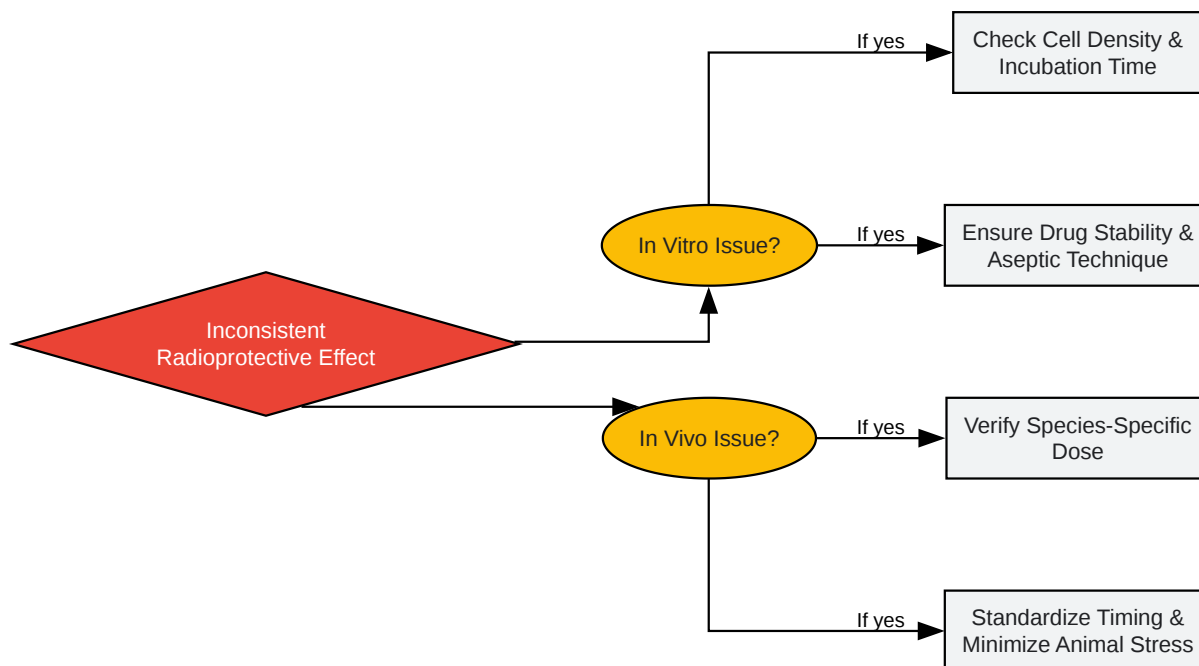 If yes
Check Cell Density &
Incubation Time
In Vitro Issue?
If yes
Ensure Drug Stability &
Aseptic Technique
Inconsistent
Radioprotective Effect
In Vivo Issue?
If yes
Verify Species-Specific
Dose
If yes
Standardize Timing &
Minimize Animal Stress